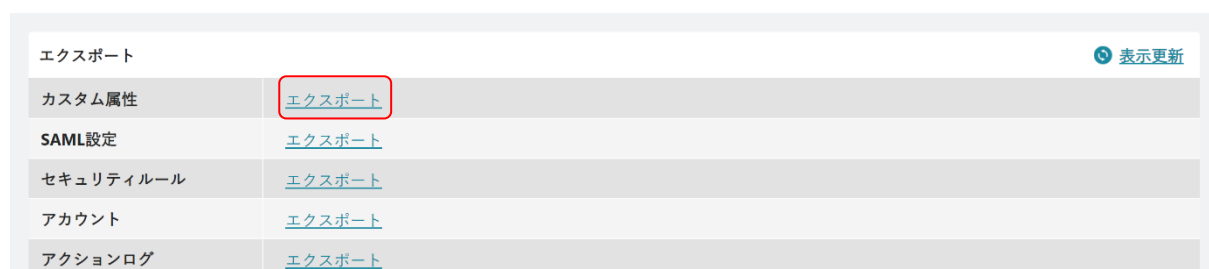 エクスポート 表示更新
カスタム属性 エクスポート
SAML設定 エクスポート
セキュリティルール エクスポート
アカウント エクスポート
アクションログ エクスポート